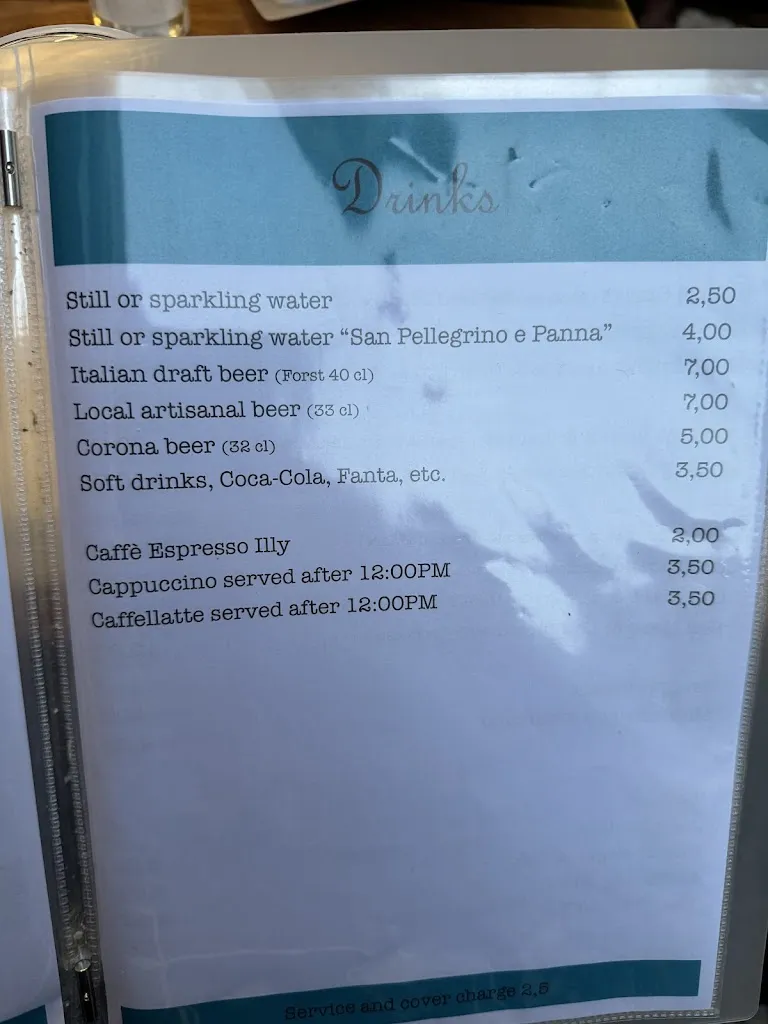 Drinks
Still or sparkling water 2,50
Still or sparkling water “San Pellegrino e Panna” 4,00
Italian draft beer (Forst 40 cl) 7,00
Local artisanal beer (33 cl) 7,00
Corona beer (32 cl) 5,00
Soft drinks, Coca-Cola, Fanta, etc. 3,50
Caffè Espresso Illy 2,00
Cappuccino served after 12:00PM 3,50
Caffellatte served after 12:00PM 3,50
Service and cover charge 2,5